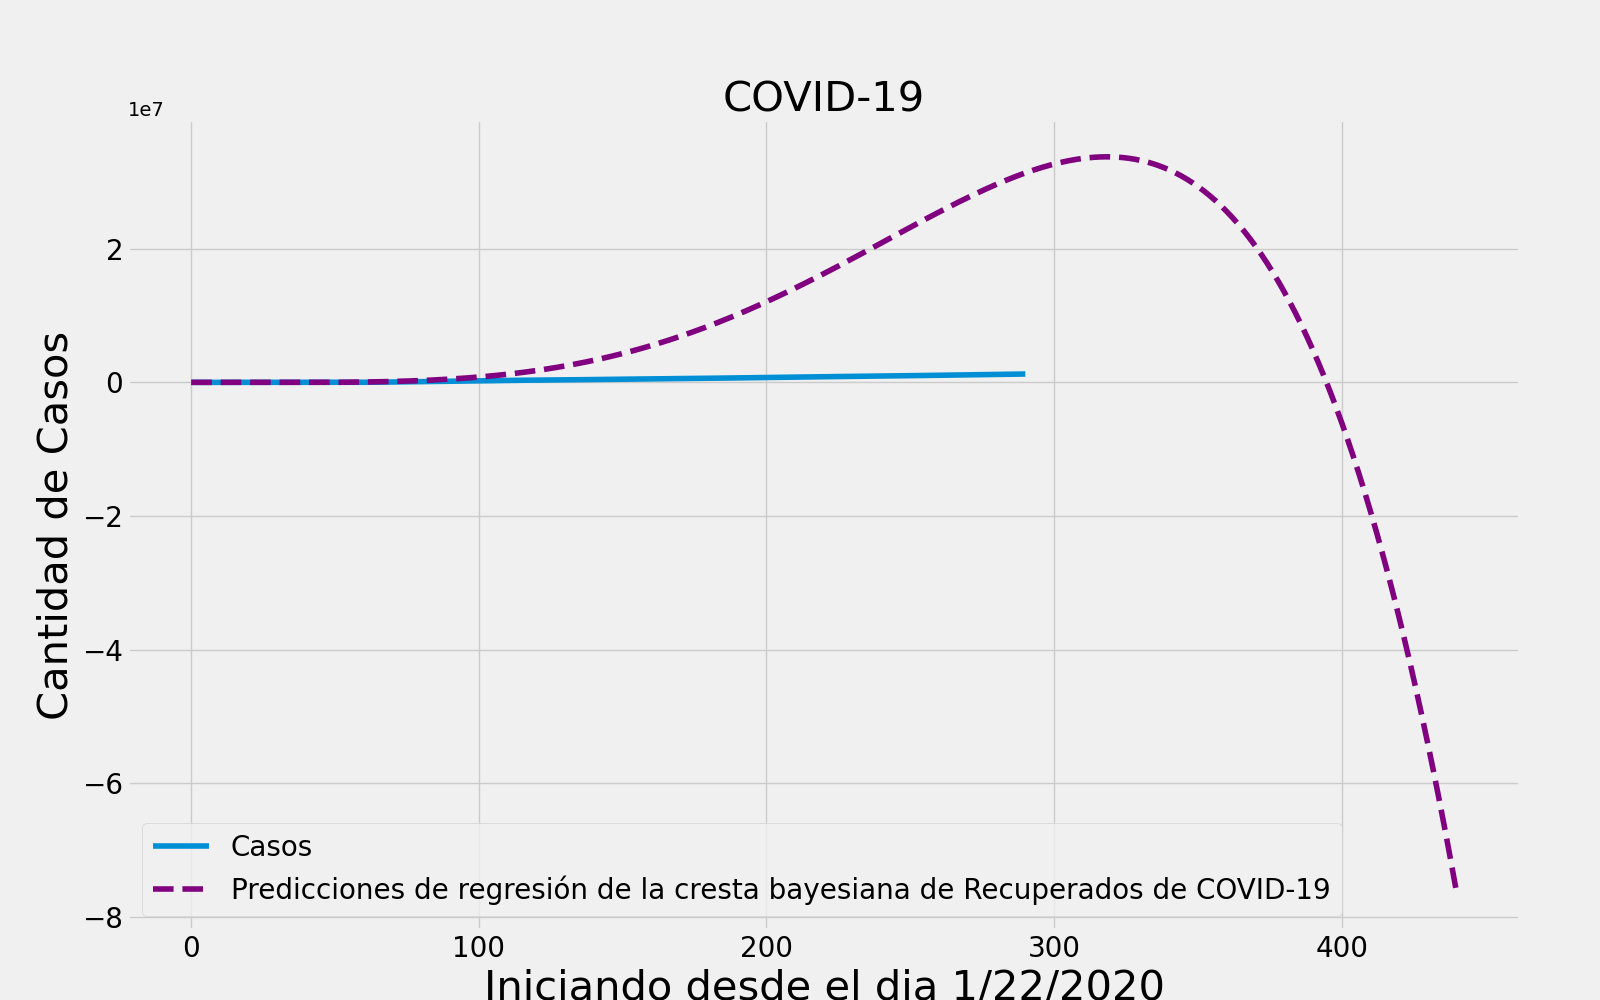 COVID-19
1e7
2
0
−2
−4
−6
−8
Cantidad de Casos
Casos
Predicciones de regresión de la cresta bayesiana de Recuperados de COVID-19
0 100 200 300 400
Iniciando desde el dia 1/22/2020